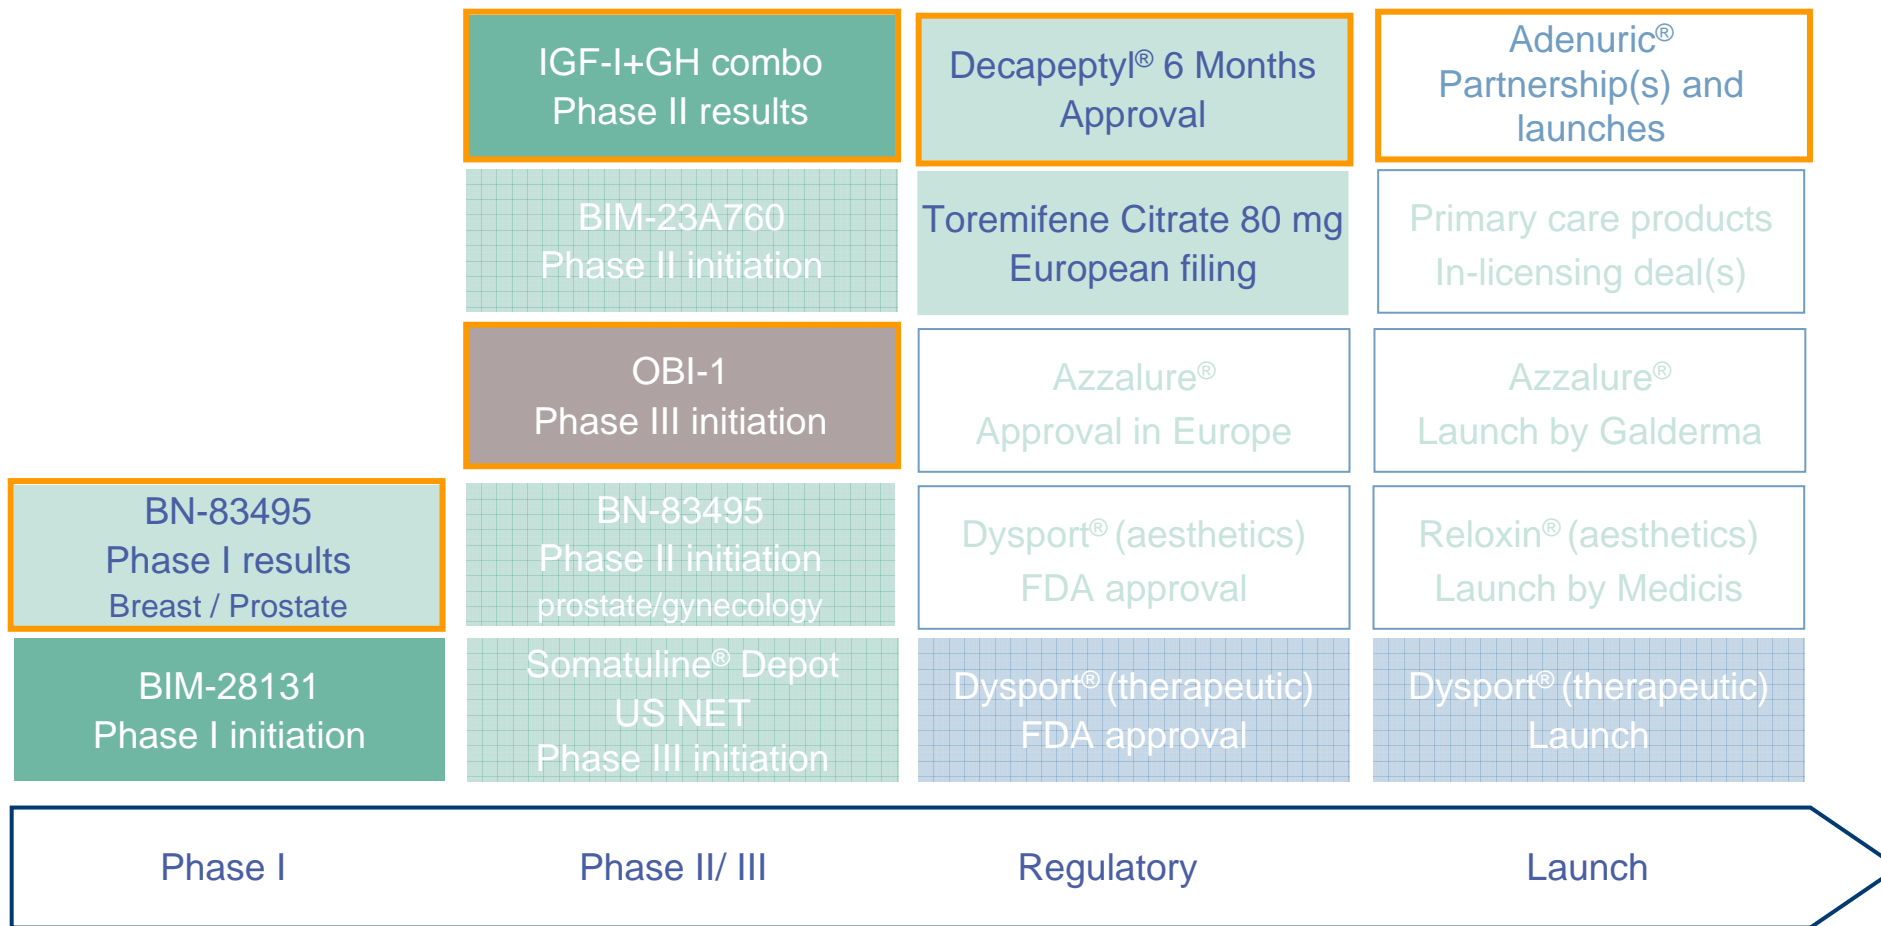 IGF-I+GH combo
Phase II results
Decapeptyl® 6 Months
Approval
Adenuric®
Partnership(s) and
launches
BIM-23A760
Phase II initiation
Toremifene Citrate 80 mg
European filing
Primary care products
In-licensing deal(s)
OBI-1
Phase III initiation
Azzalure®
Approval in Europe
Azzalure®
Launch by Galderma
BN-83495
Phase I results
Breast / Prostate
BN-83495
Phase II initiation
prostate/gynecology
Dysport® (aesthetics)
FDA approval
Reloxin® (aesthetics)
Launch by Medicis
BIM-28131
Phase I initiation
Somatuline® Depot
US NET
Phase III initiation
Dysport® (therapeutic)
FDA approval
Dysport® (therapeutic)
Launch
Phase I
Phase II/ III
Regulatory
Launch